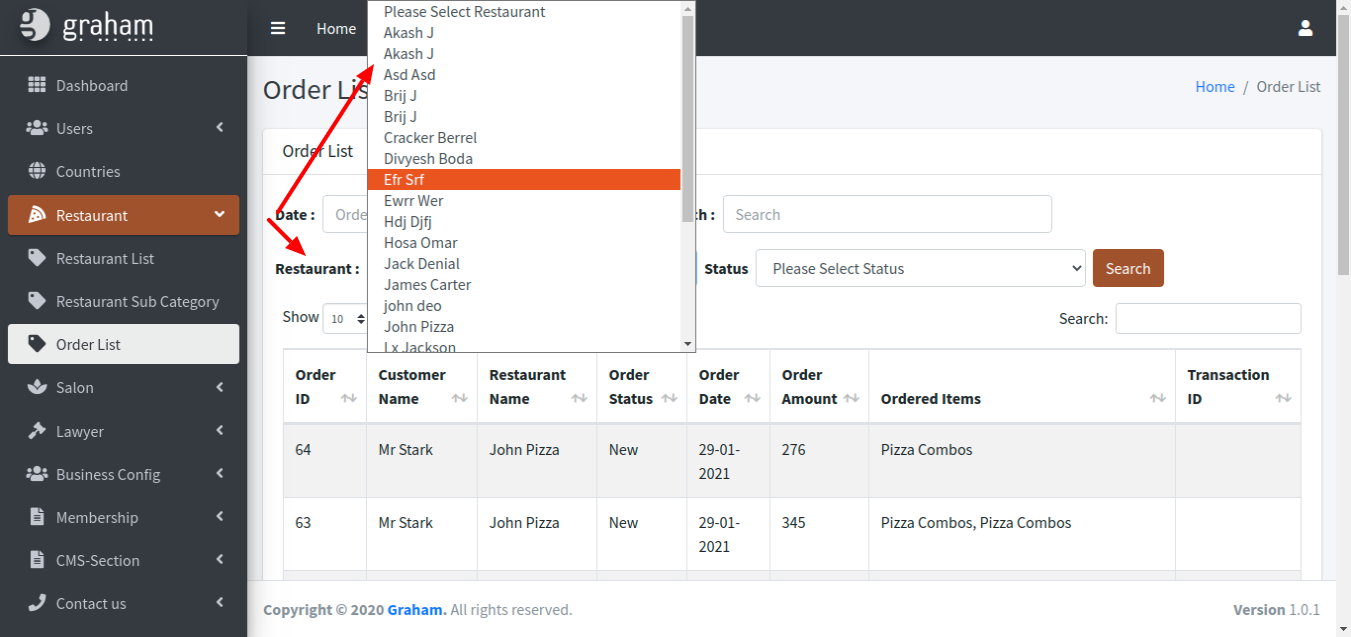 graham
Home
Please Select Restaurant
Akash J
Akash J
Asd Asd
Brij J
Brij J
Cracker Berrel
Divyesh Boda
Efr Srf
Ewrr Wer
Hdj Djfj
Hosa Omar
Jack Denial
James Carter
john deo
John Pizza
Lx Jackson
Dashboard
Users
Countries
Restaurant
Restaurant List
Restaurant Sub Category
Order List
Salon
Lawyer
Business Config
Membership
CMS-Section
Contact us
Order Lis
Home / Order List
Order List
Date : Orde
ch : Search
Restaurant :
Status Please Select Status Search
Show 10
Search:
Order ID Customer Name Restaurant Name Order Status Order Date Order Amount Ordered Items Transaction ID
64 Mr Stark John Pizza New 29-01-2021 276 Pizza Combos
63 Mr Stark John Pizza New 29-01-2021 345 Pizza Combos, Pizza Combos
Copyright © 2020 Graham. All rights reserved.
Version 1.0.1